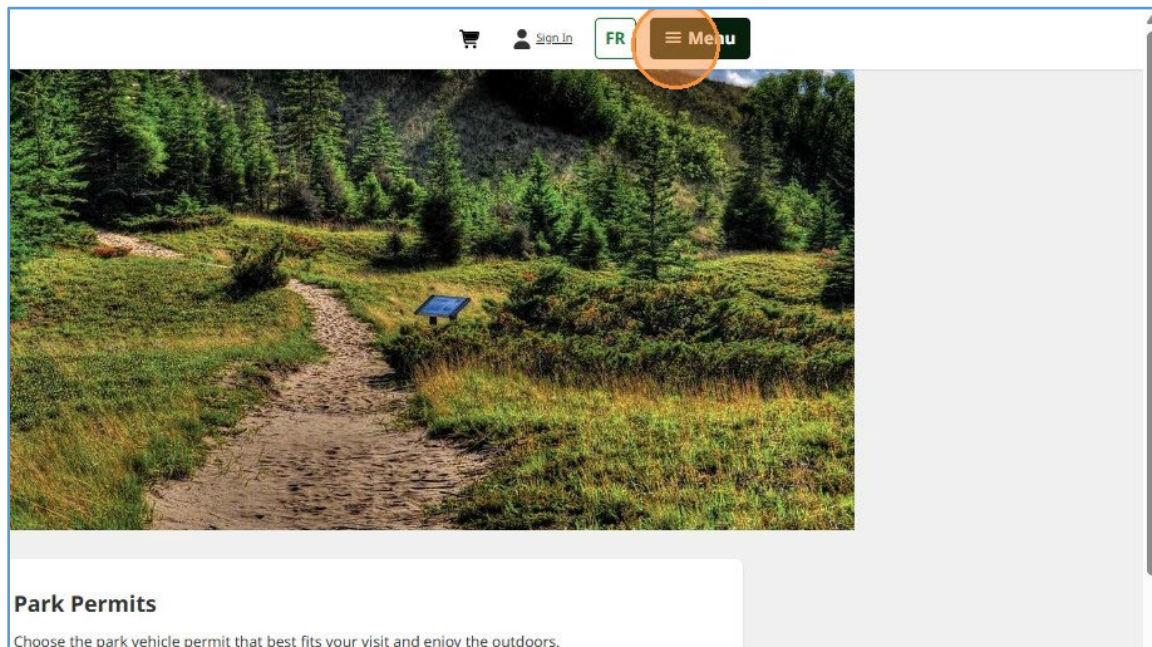 Sign In
FR
Menu
Park Permits
Choose the park vehicle permit that best fits your visit and enjoy the outdoors.